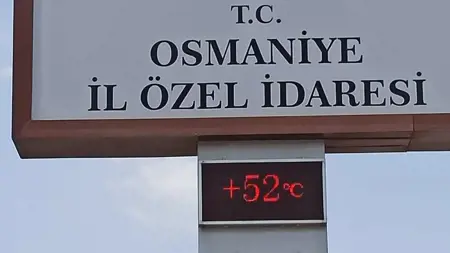 T.C.
OSMANİYE
İL ÖZEL İDARESİ
+52°C